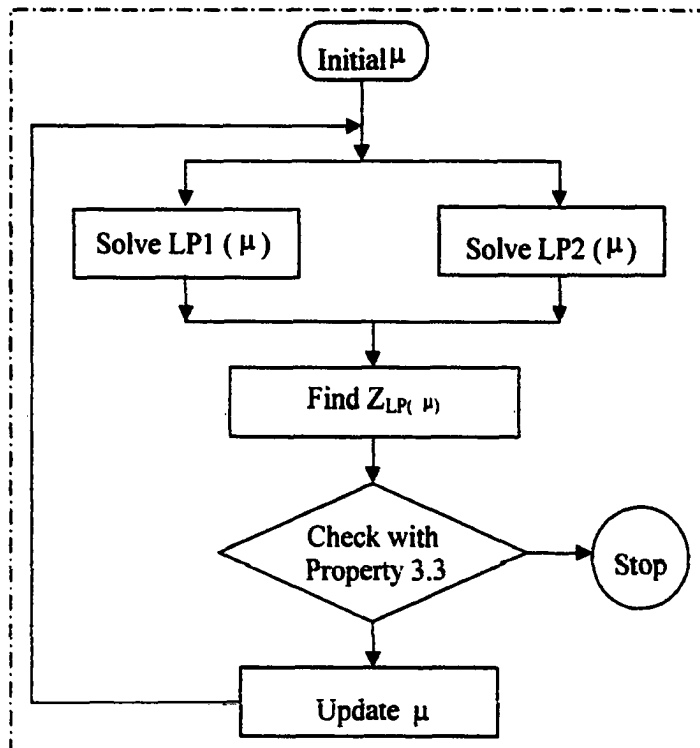 Initial μ
Solve LP1 (μ)
Solve LP2 (μ)
Find Z_LP( μ)
Check with
Property 3.3
Stop
Update μ